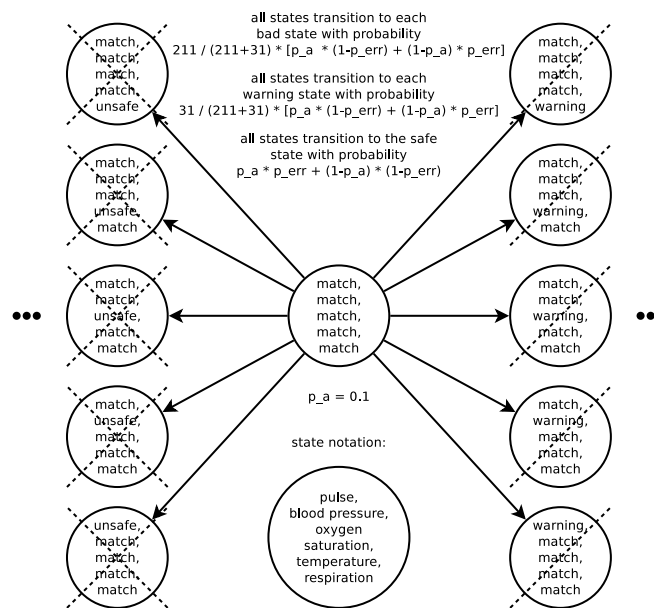 all states transition to each
bad state with probability
211 / (211+31) * [p_a * (1-p_err) + (1-p_a) * p_err]
all states transition to each
warning state with probability
31 / (211+31) * [p_a * (1-p_err) + (1-p_a) * p_err]
all states transition to the safe
state with probability
p_a * p_err + (1-p_a) * (1-p_err)
match,
match,
match,
match,
unsafe
match,
match,
match,
unsafe,
match
match,
match,
unsafe,
match,
match
match,
unsafe,
match,
match,
match
unsafe,
match,
match,
match,
match
match,
match,
match,
match,
match
p_a = 0.1
state notation:
pulse,
blood pressure,
oxygen
saturation,
temperature,
respiration
match,
match,
match,
match,
warning
match,
match,
match,
warning,
match
match,
match,
warning,
match,
match
match,
warning,
match,
match,
match
warning,
match,
match,
match,
match